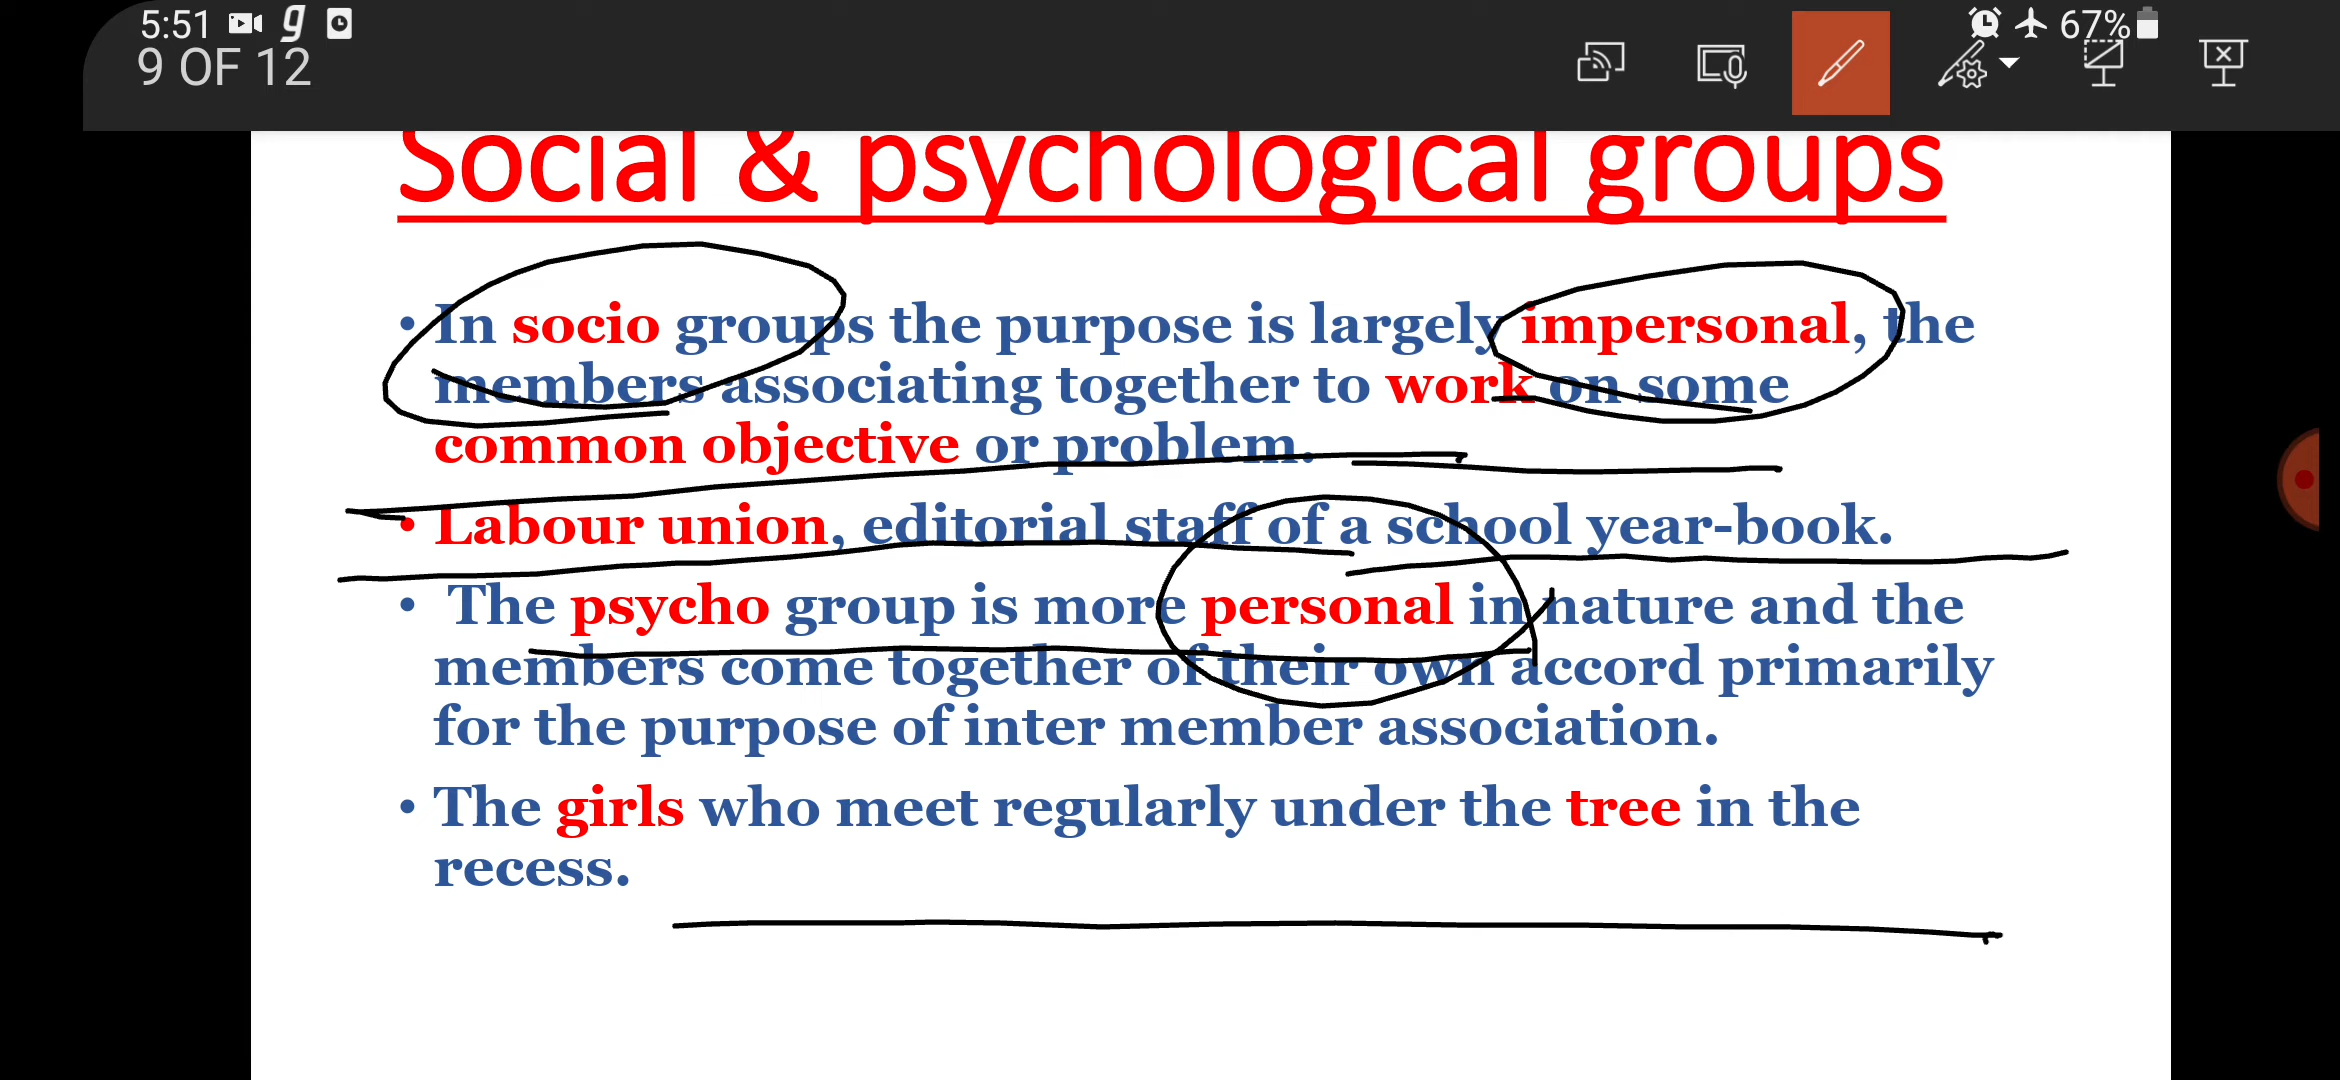 5:51 g 67%
9 OF 12
Social & psychological groups
• In socio groups the purpose is largely impersonal, the
members associating together to work on some
common objective or problem.
• Labour union, editorial staff of a school year-book.
• The psycho group is more personal in nature and the
members come together of their own accord primarily
for the purpose of inter member association.
• The girls who meet regularly under the tree in the
recess.